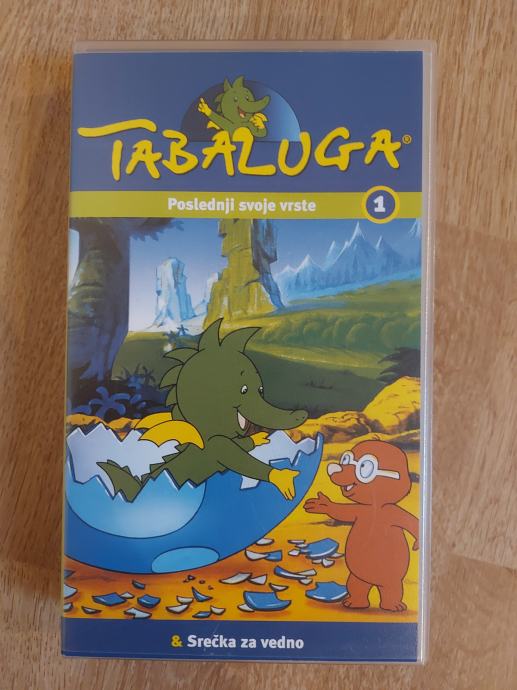 TABALUGA®
Poslednji svoje vrste
1
& Srečka za vedno